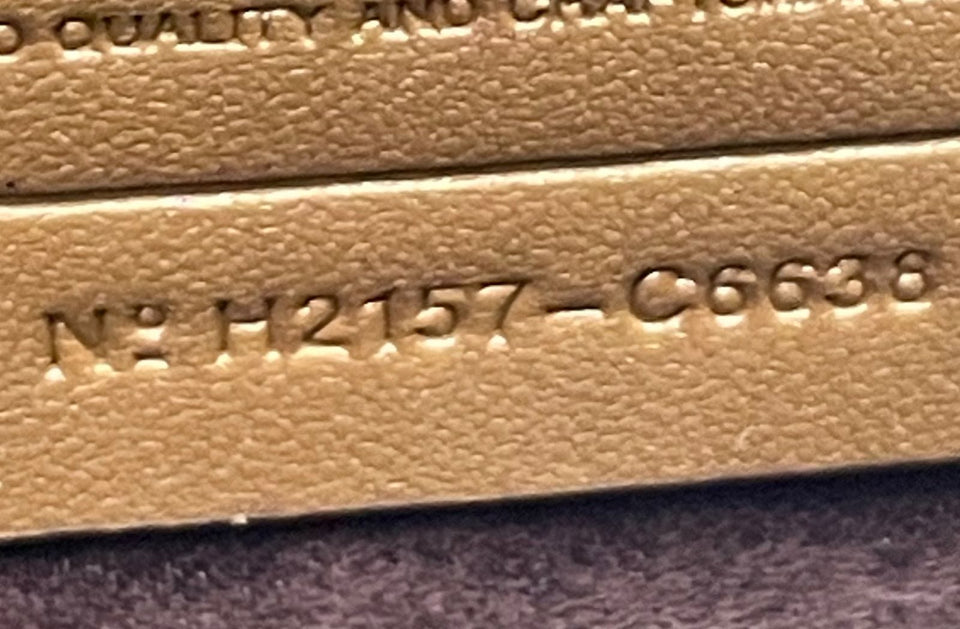 QUALITY AND
Nº H2157-C6638